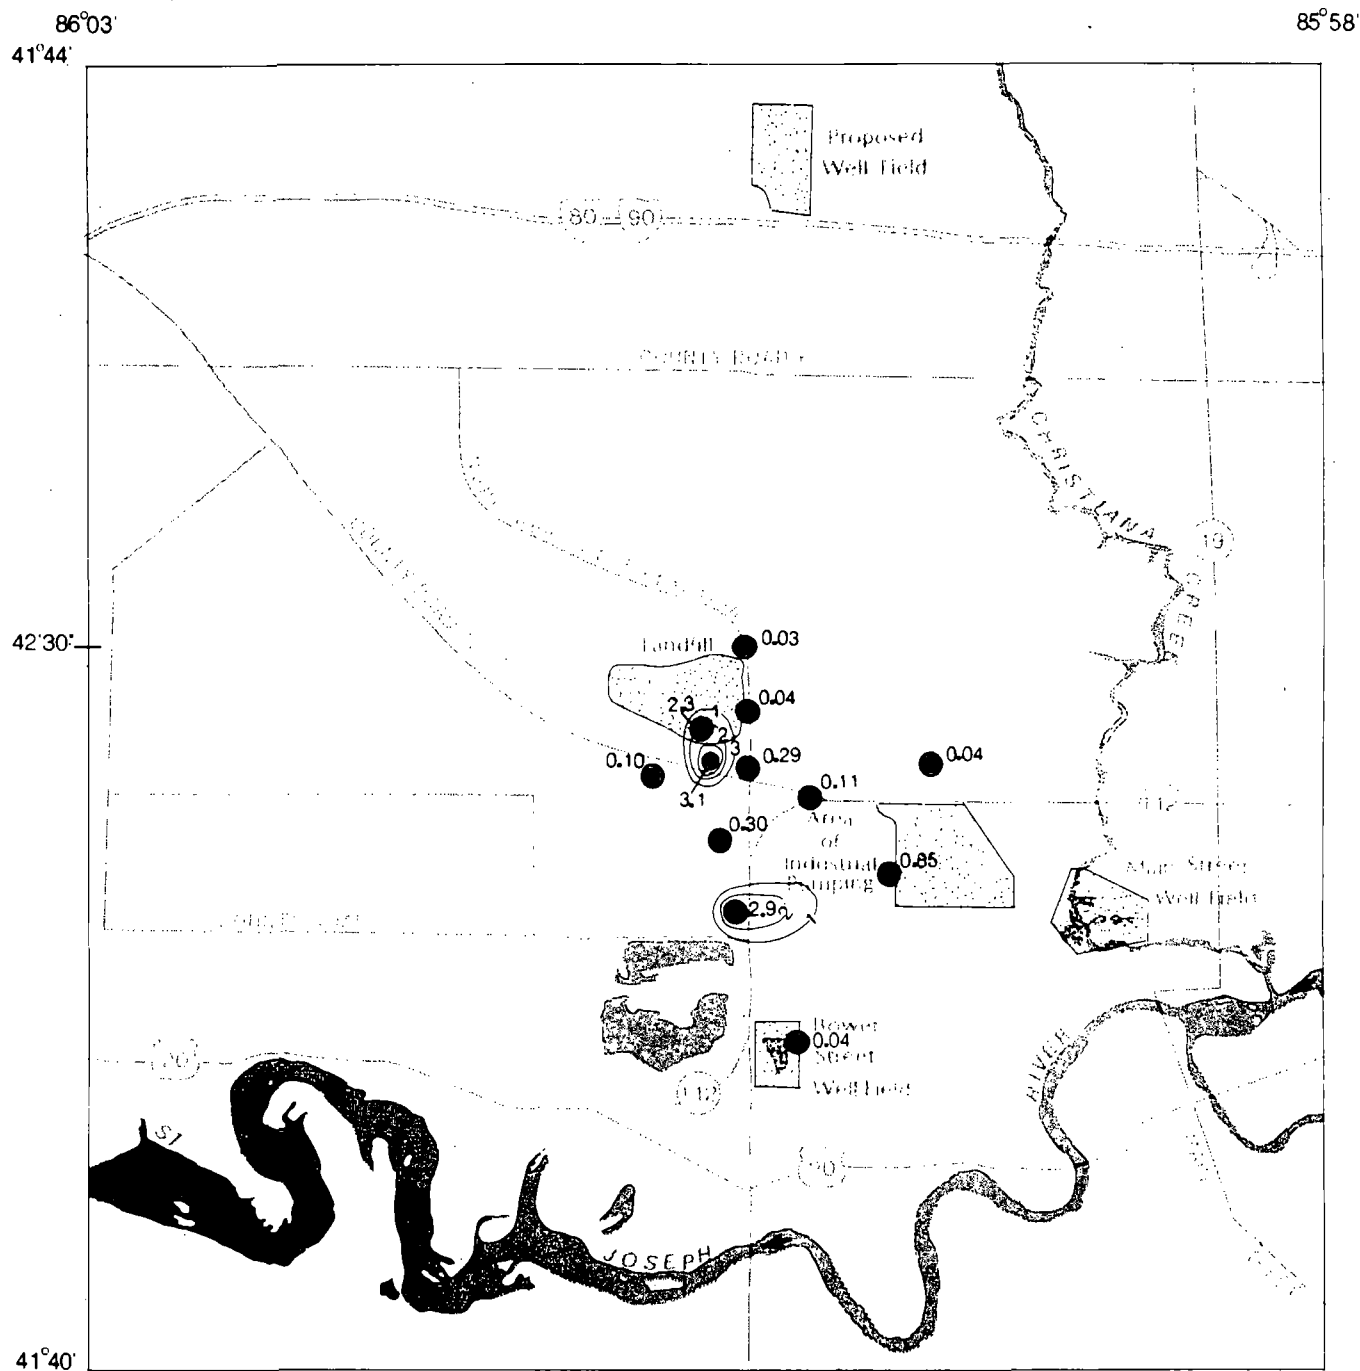 86°03'
85°58'
41°44'
Proposed
Well Field
80
90
COUNTY ROAD 6
CHRISTIANA
CREEK
19
42'30"
Landfill
0.03
0.04
2.3
1
2
3
0.10
0.29
0.04
3.1
0.11
112
0.30
Area
of
Industrial
Pumping
0.85
Main Street
Well Field
2.9
2
1
Bower
0.04
Street
Well Field
20
112
RIVER
ST
20
JOSEPH
41°40'